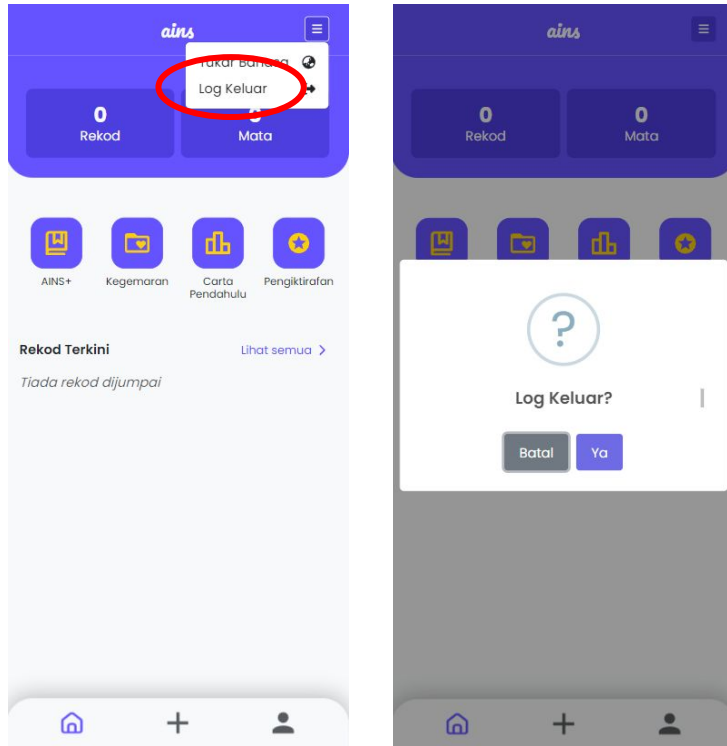 ains
Tukar Bahasa
Log Keluar
0
Rekod
Mata
AINS+
Kegemaran
Carta
Pendahulu
Pengiktirafan
Rekod Terkini
Lihat semua
Tiada rekod dijumpai
ains
0
Rekod
0
Mata
Log Keluar?
Batal
Ya